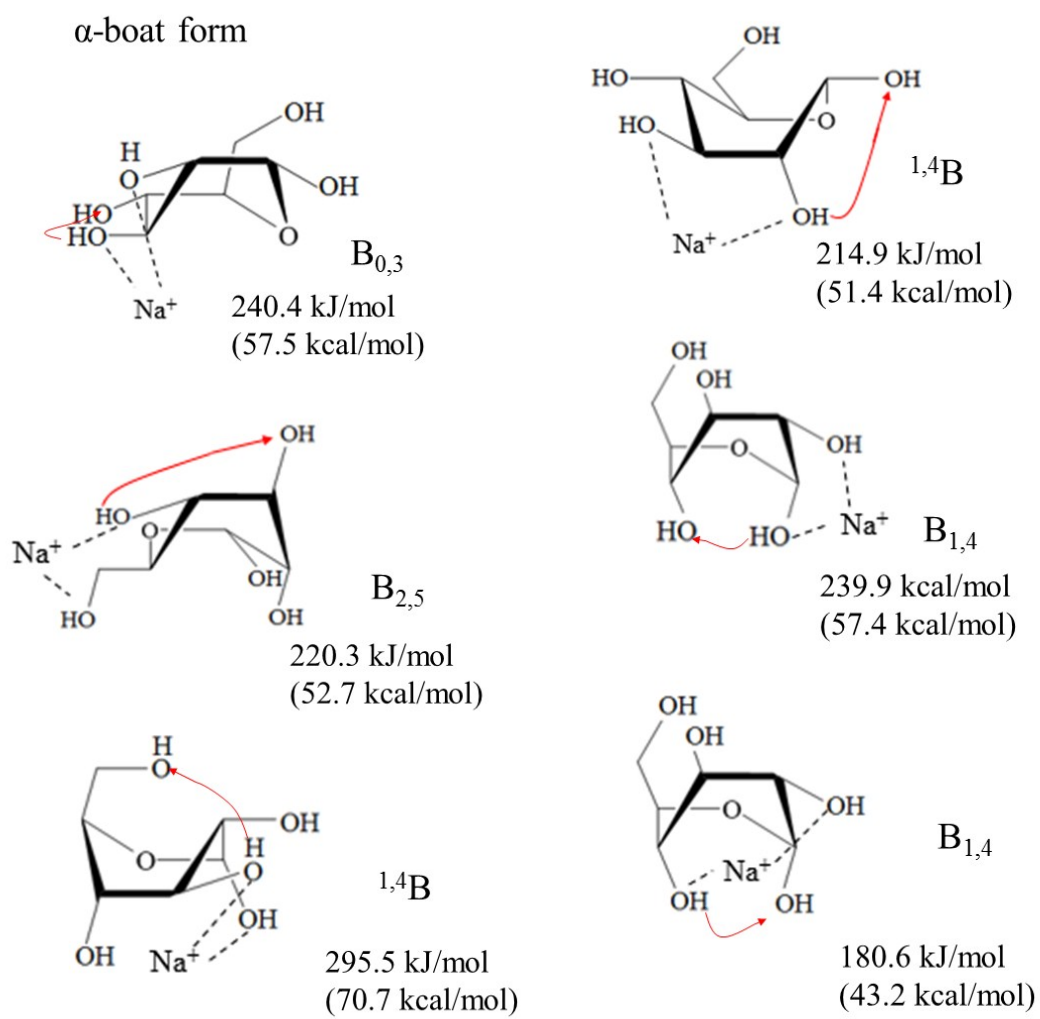 α-boat form
OH
H
O
OH
HO
HO
O
Na⁺
B₀,₃
240.4 kJ/mol
(57.5 kcal/mol)
OH
HO
OH
HO
O
OH
Na⁺
¹,⁴B
214.9 kJ/mol
(51.4 kcal/mol)
OH
HO
O
Na⁺
OH
HO
OH
B₂,₅
220.3 kJ/mol
(52.7 kcal/mol)
OH
OH
O
OH
HO
HO
Na⁺
B₁,₄
239.9 kcal/mol
(57.4 kcal/mol)
H
O
OH
H
O
O
OH
OH
Na⁺
¹,⁴B
295.5 kJ/mol
(70.7 kcal/mol)
OH
OH
O
OH
Na⁺
OH
OH
B₁,₄
180.6 kJ/mol
(43.2 kcal/mol)